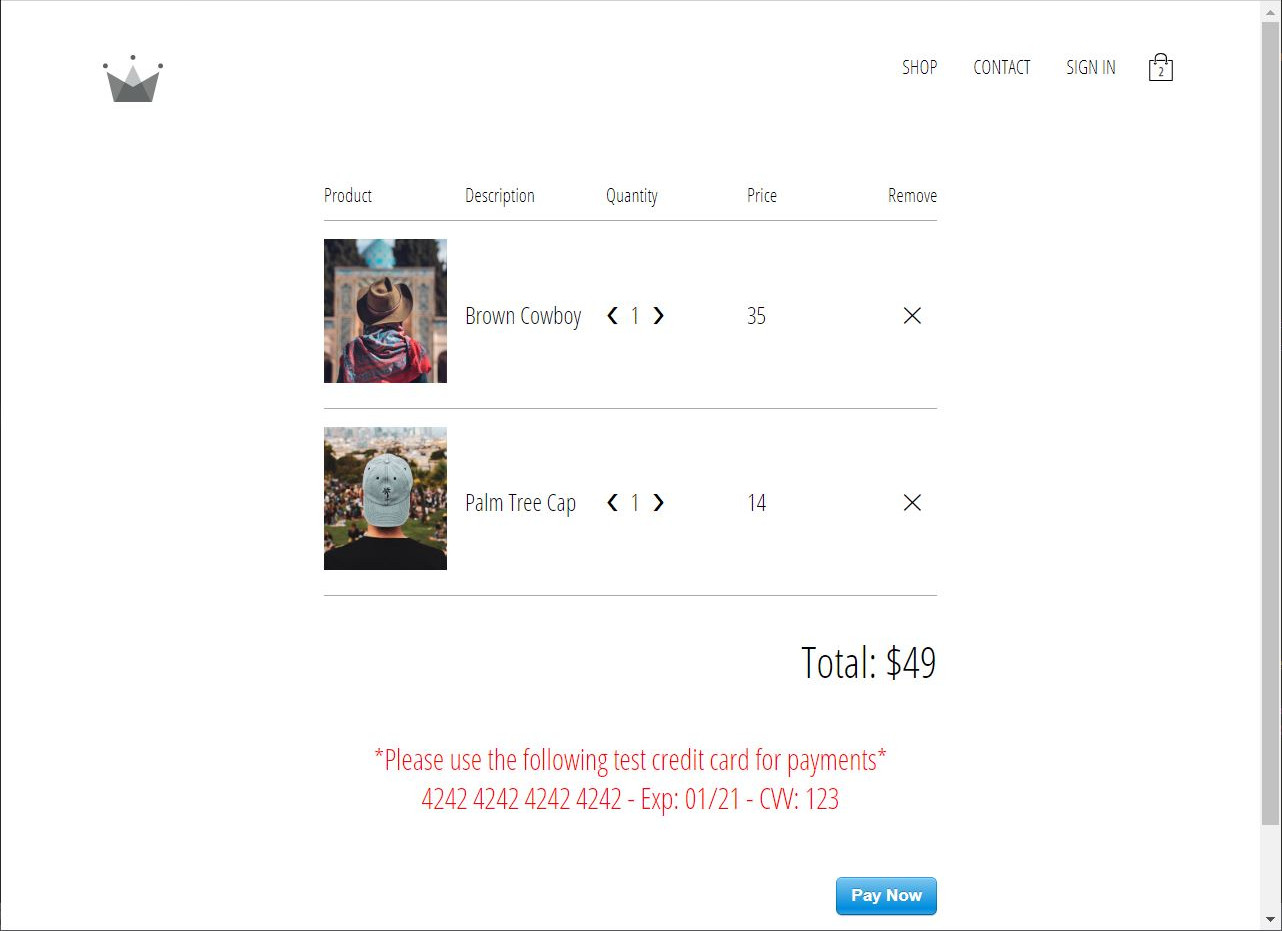 SHOP CONTACT SIGN IN 2
Product Description Quantity Price Remove
Brown Cowboy ❮ 1 ❯ 35 ✕
Palm Tree Cap ❮ 1 ❯ 14 ✕
Total: $49
*Please use the following test credit card for payments*
4242 4242 4242 4242 - Exp: 01/21 - CVV: 123
Pay Now